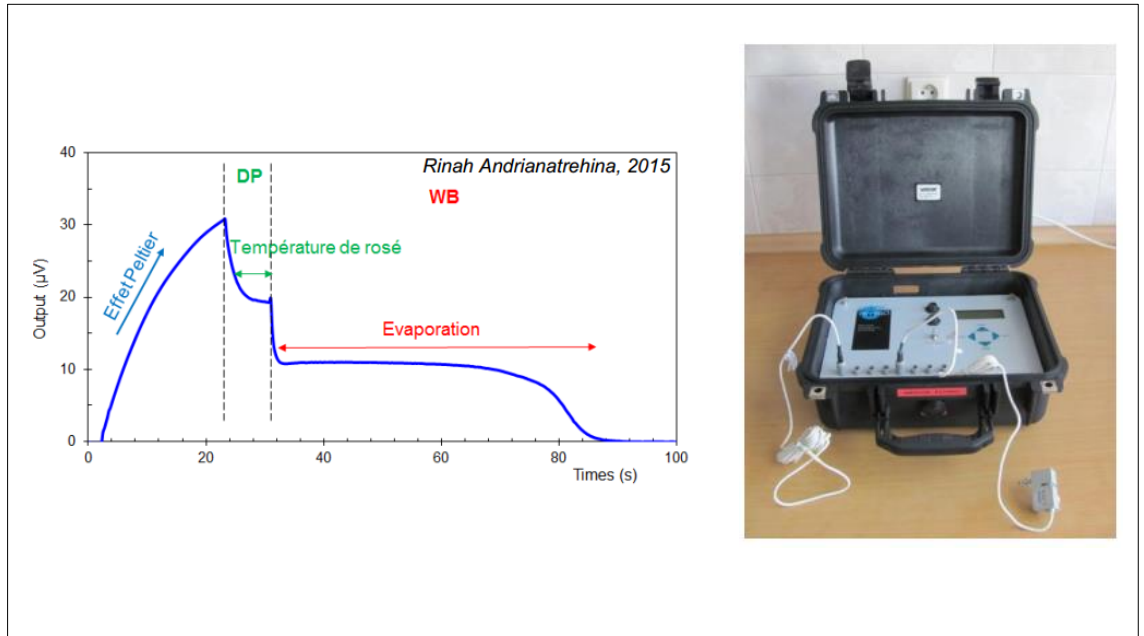 Rinah Andrianatrehina, 2015
DP
WB
Effet Peltier
Température de rosé
Evaporation
Output (µV)
40
30
20
10
0
0
20
40
60
80
100
Times (s)